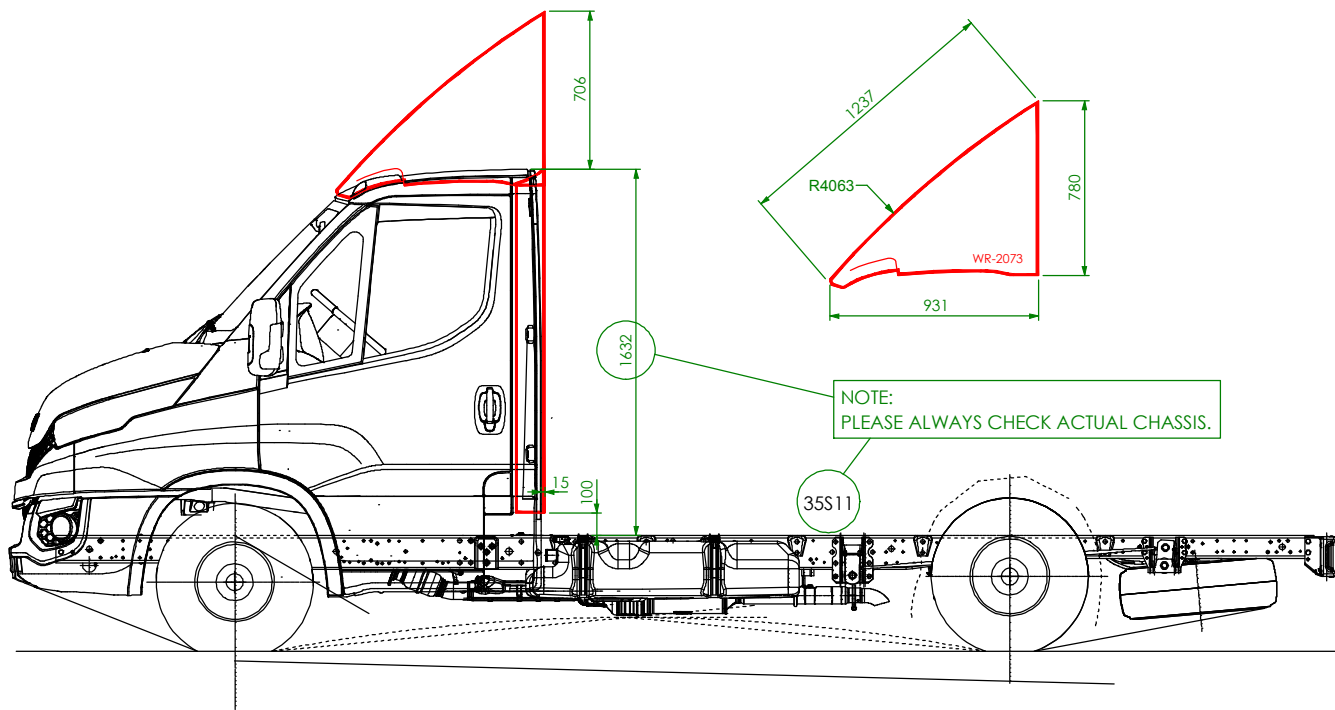 706
1237
R4063
780
WR-2073
931
1632
NOTE:
PLEASE ALWAYS CHECK ACTUAL CHASSIS.
15
100
35S11